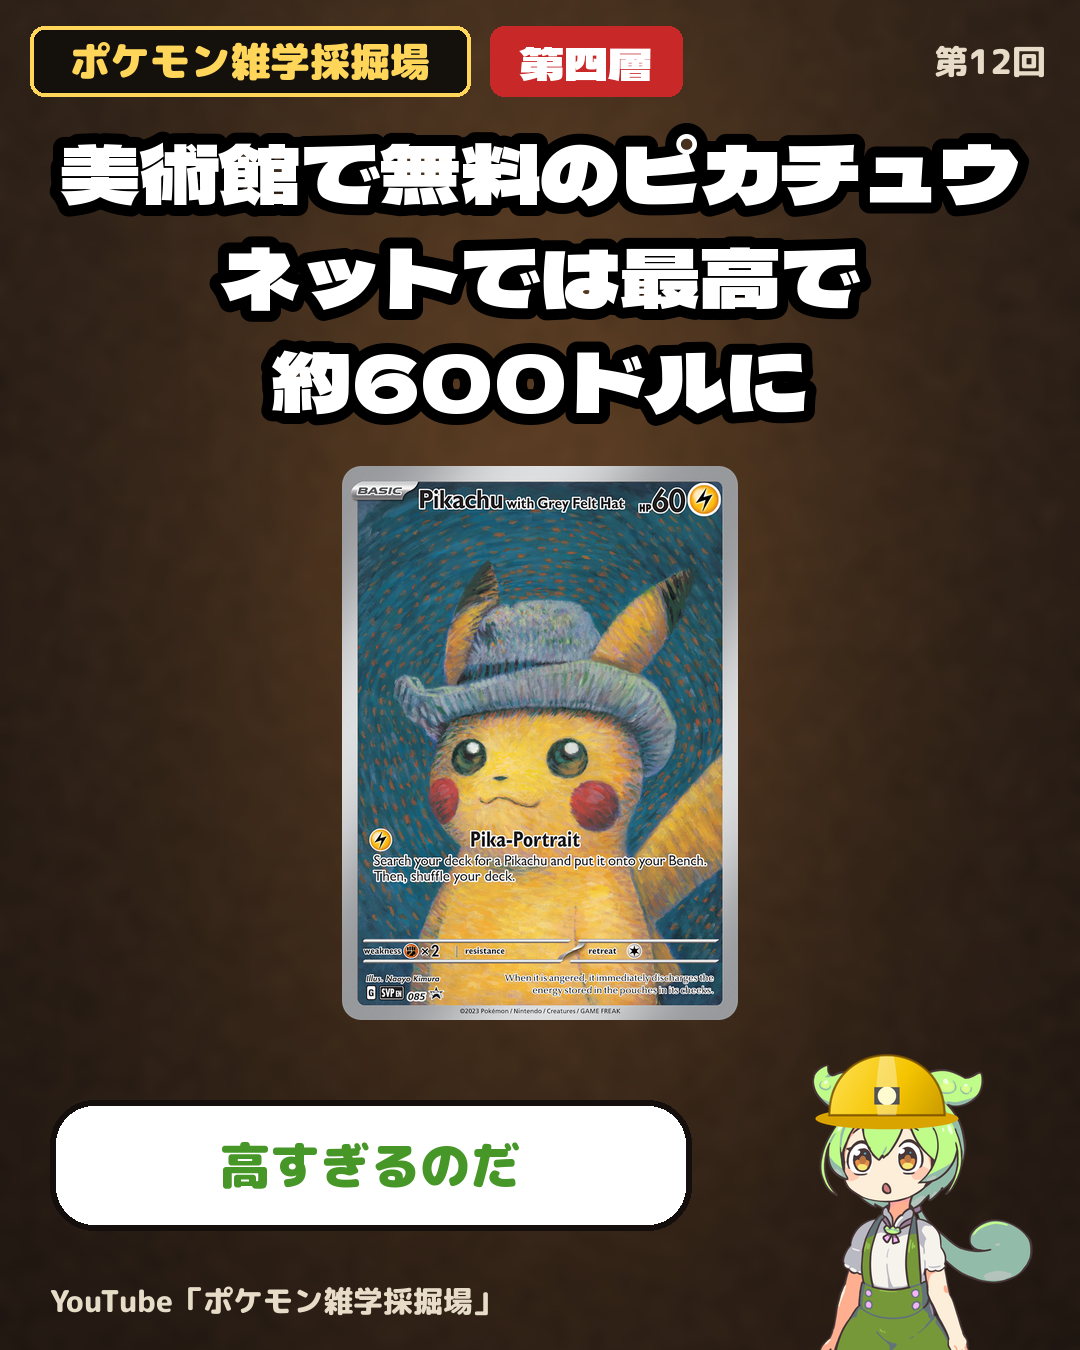 ポケモン雑学採掘場
第四層
第12回
美術館で無料のピカチュウ
ネットでは最高で
約600ドルに
BASIC
Pikachu with Grey Felt Hat
HP60
Pika-Portrait
Search your deck for a Pikachu and put it onto your Bench.
Then, shuffle your deck.
weakness ×2 resistance retreat
Illus. Naoyo Kimura
When it is angered, it immediately discharges the
energy stored in the pouches in its cheeks.
G SVP EN 085
©2023 Pokémon / Nintendo / Creatures / GAME FREAK
高すぎるのだ
YouTube「ポケモン雑学採掘場」